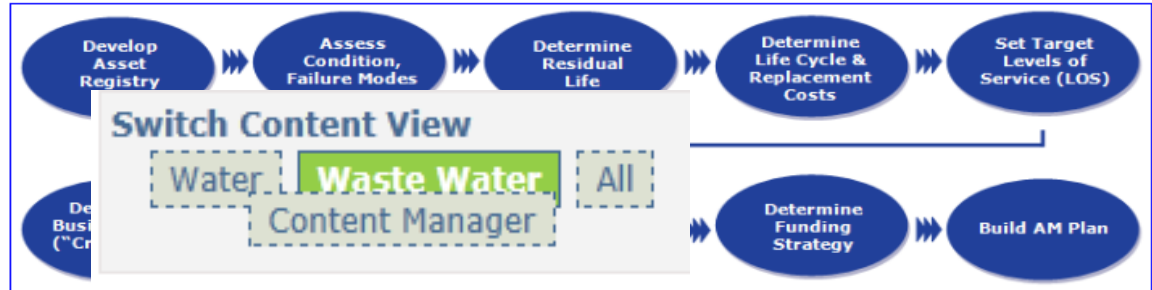 Develop
Asset
Registry
Assess
Condition,
Failure Modes
Determine
Residual
Life
Determine
Life Cycle &
Replacement
Costs
Set Target
Levels of
Service (LOS)
Switch Content View
Water
Waste Water
All
Content Manager
Determine
Funding
Strategy
Build AM Plan